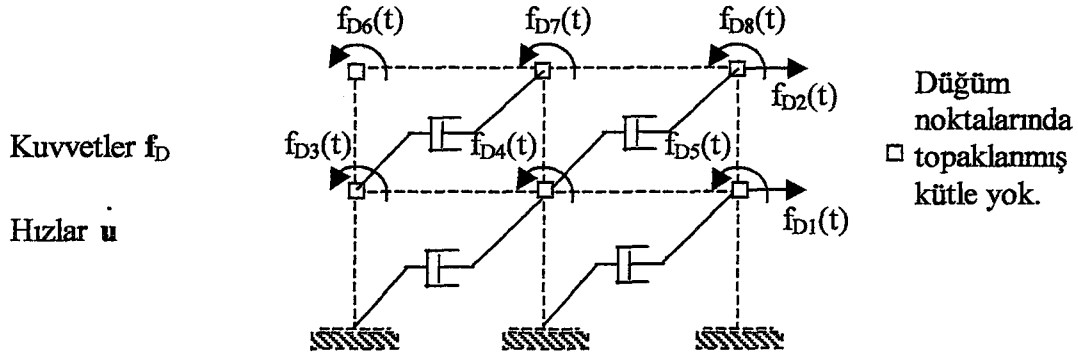 f_D6(t) f_D7(t) f_D8(t)
f_D2(t)
Düğüm
noktalarında
topaklanmış
kütle yok.
Kuvvetler f_D
f_D3(t) f_D4(t) f_D5(t)
f_D1(t)
Hızlar u̇